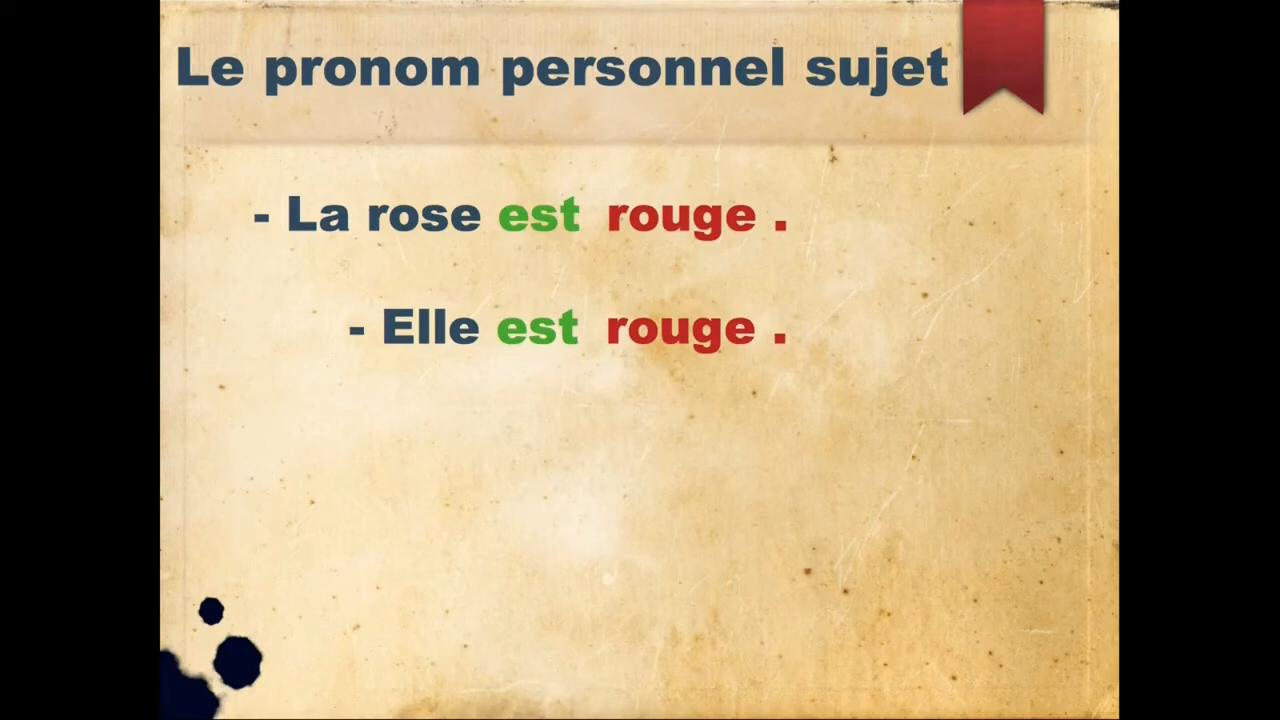 Le pronom personnel sujet
- La rose est rouge .
- Elle est rouge .